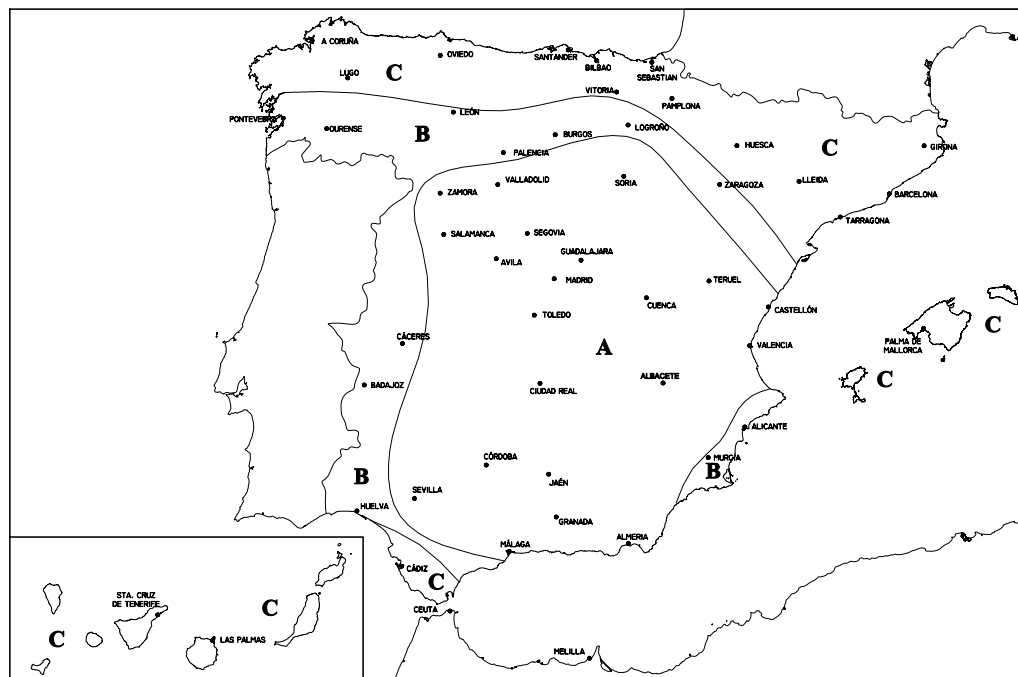 A CORUÑA
OVIEDO
SANTANDER
BILBAO
SAN
SEBASTIAN
LUGO
C
VITORIA
PAMPLONA
PONTEVEDRA
LEÓN
OURENSE
B
BURGOS
LOGROÑO
PALENCIA
HUESCA
C
GIRONA
ZAMORA
VALLADOLID
SORIA
ZARAGOZA
LLEIDA
BARCELONA
TARRAGONA
SALAMANCA
SEGOVIA
AVILA
GUADALAJARA
MADRID
TERUEL
CUENCA
CASTELLÓN
TOLEDO
CÁCERES
A
VALENCIA
PALMA DE
MALLORCA
C
C
BADAJOZ
CIUDAD REAL
ALBACETE
ALICANTE
CÓRDOBA
MURCIA
B
B
JAÉN
SEVILLA
HUELVA
GRANADA
MÁLAGA
ALMERIA
CÁDIZ
C
CEUTA
MELILLA
STA. CRUZ
DE TENERIFE
C
C
LAS PALMAS